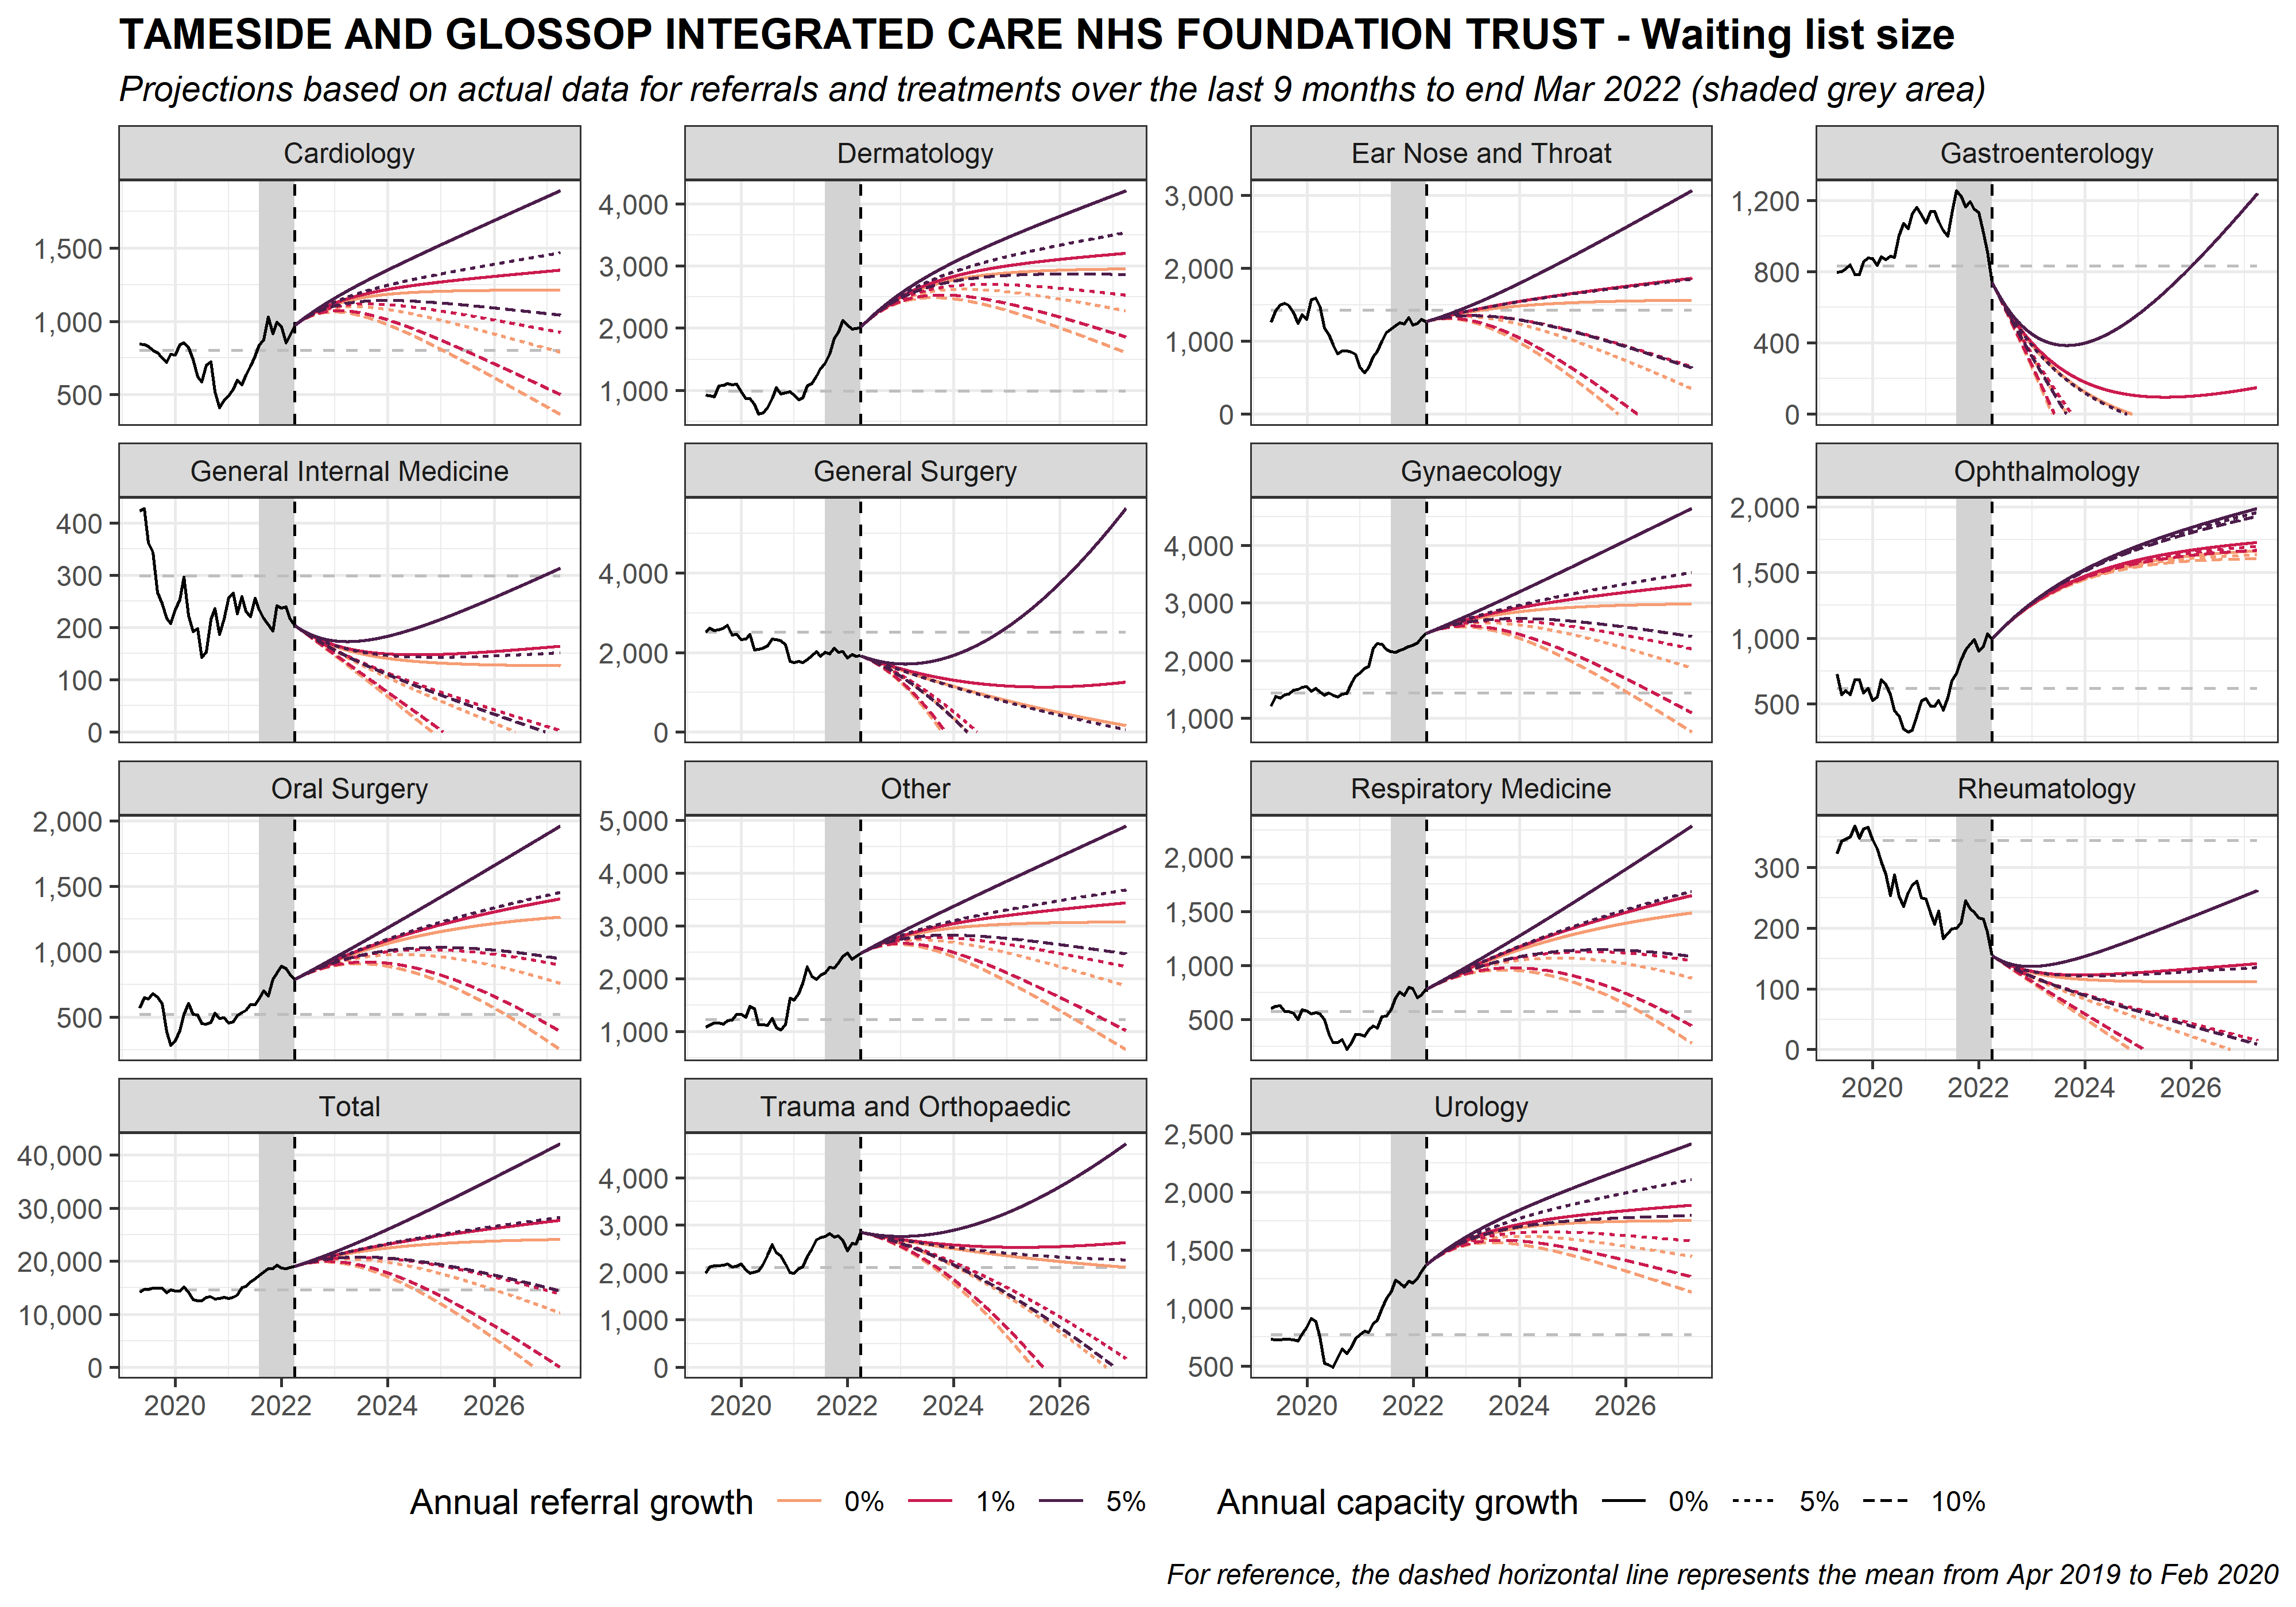 TAMESIDE AND GLOSSOP INTEGRATED CARE NHS FOUNDATION TRUST - Waiting list size
Projections based on actual data for referrals and treatments over the last 9 months to end Mar 2022 (shaded grey area)
Cardiology
1,500
1,000
500
Dermatology
4,000
3,000
2,000
1,000
Ear Nose and Throat
3,000
2,000
1,000
0
Gastroenterology
1,200
800
400
0
General Internal Medicine
400
300
200
100
0
General Surgery
4,000
2,000
0
Gynaecology
4,000
3,000
2,000
1,000
Ophthalmology
2,000
1,500
1,000
500
Oral Surgery
2,000
1,500
1,000
500
Other
5,000
4,000
3,000
2,000
1,000
Respiratory Medicine
2,000
1,500
1,000
500
Rheumatology
300
200
100
0
2020 2022 2024 2026
Total
40,000
30,000
20,000
10,000
0
2020 2022 2024 2026
Trauma and Orthopaedic
4,000
3,000
2,000
1,000
0
2020 2022 2024 2026
Urology
2,500
2,000
1,500
1,000
500
2020 2022 2024 2026
Annual referral growth 0% 1% 5%
Annual capacity growth 0% 5% 10%
For reference, the dashed horizontal line represents the mean from Apr 2019 to Feb 2020